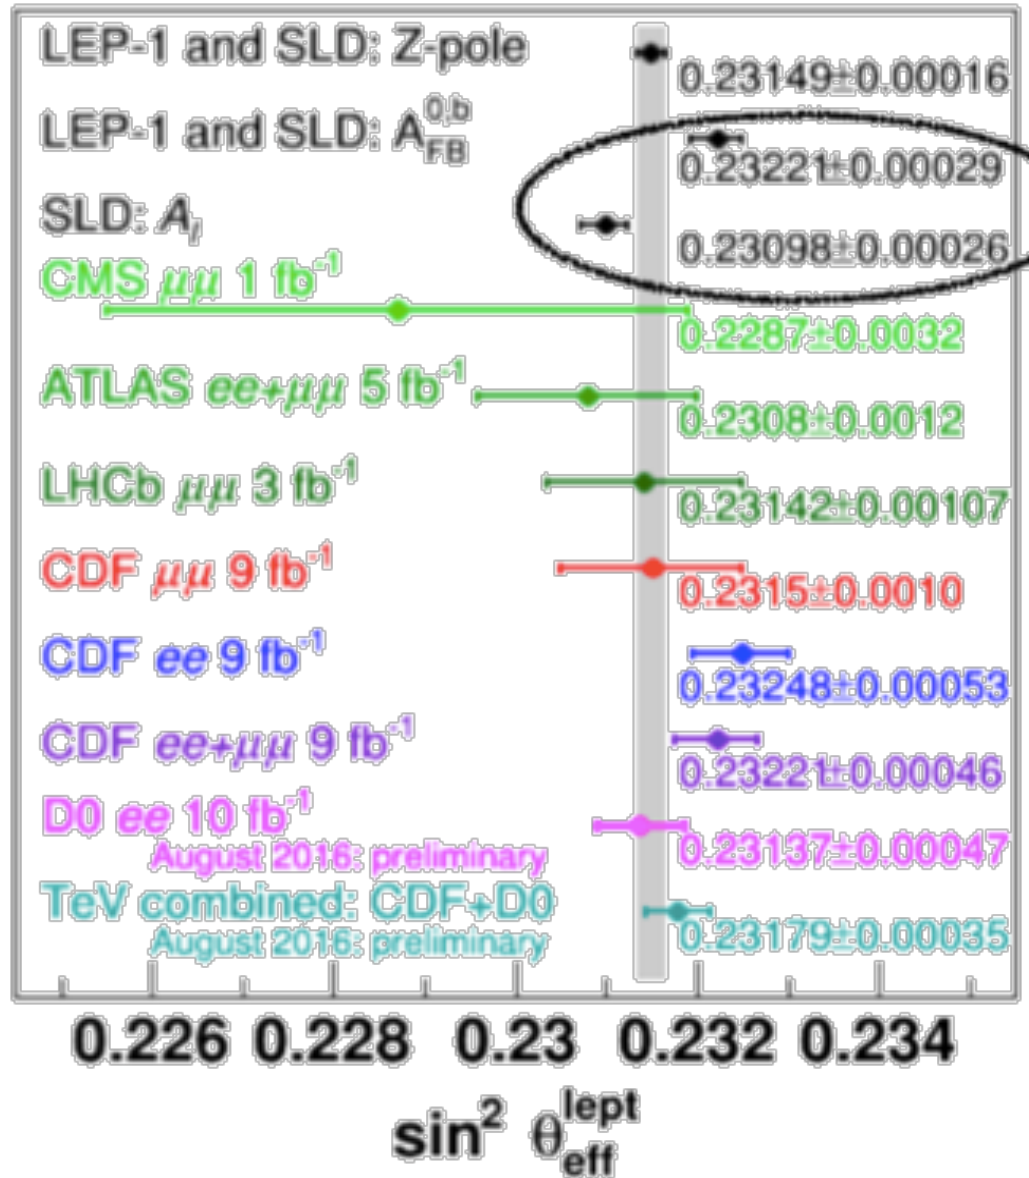 LEP-1 and SLD: Z-pole
0.23149±0.00016
LEP-1 and SLD: A_FB^0,b
0.23221±0.00029
SLD: A_l
0.23098±0.00026
CMS μμ 1 fb⁻¹
0.2287±0.0032
ATLAS ee+μμ 5 fb⁻¹
0.2308±0.0012
LHCb μμ 3 fb⁻¹
0.23142±0.00107
CDF μμ 9 fb⁻¹
0.2315±0.0010
CDF ee 9 fb⁻¹
0.23248±0.00053
CDF ee+μμ 9 fb⁻¹
0.23221±0.00046
D0 ee 10 fb⁻¹
August 2016: preliminary
0.23137±0.00047
TeV combined: CDF+D0
August 2016: preliminary
0.23179±0.00035
0.226 0.228 0.23 0.232 0.234
sin² θ_eff^lept